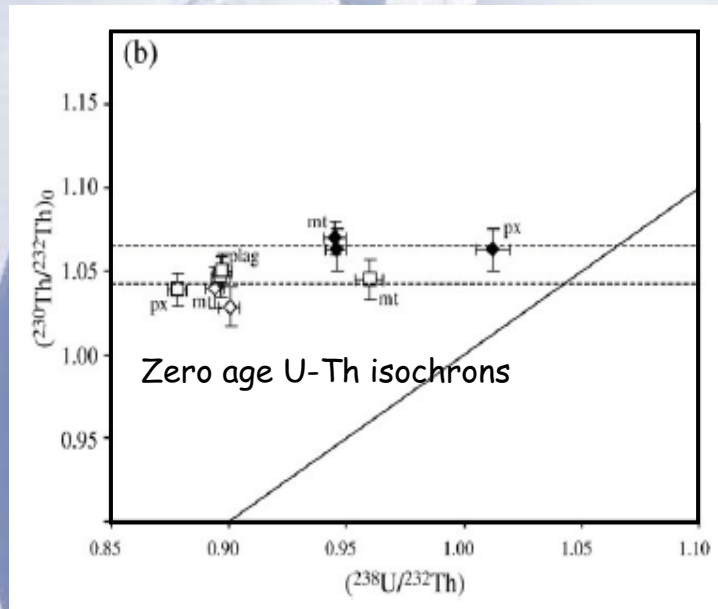 (b)
1.15
1.10
1.05
1.00
0.95
(²³⁰Th/²³²Th)₀
mt
px
plag
px
mt
mt
Zero age U-Th isochrons
0.85
0.90
0.95
1.00
1.05
1.10
(²³⁸U/²³²Th)